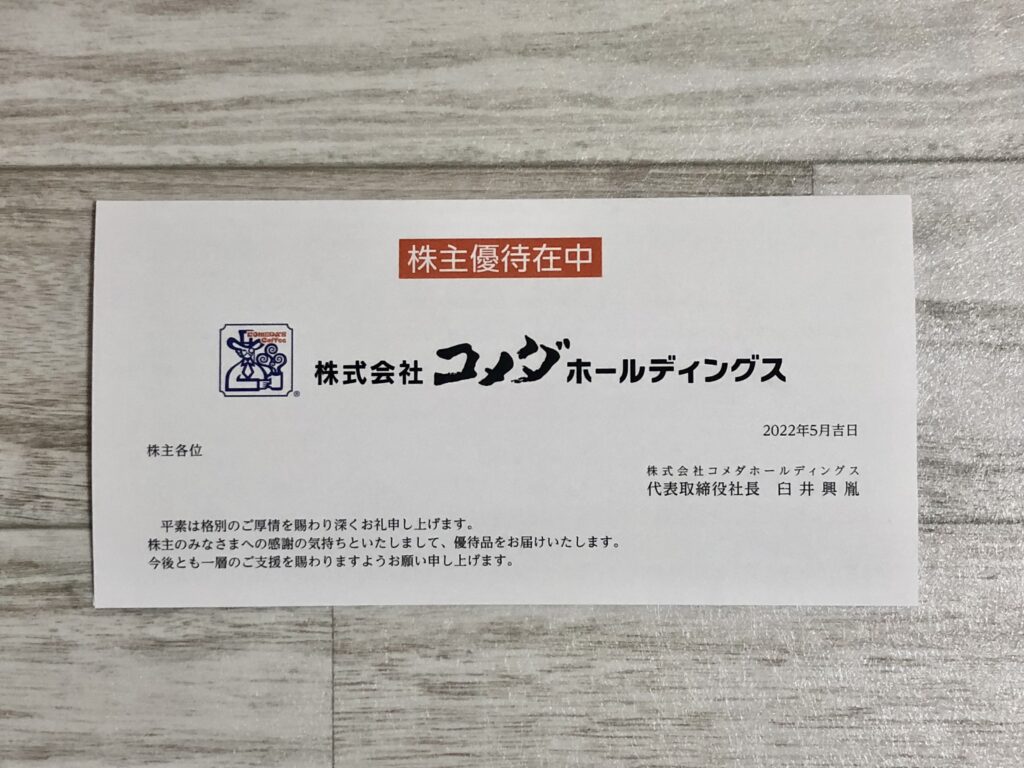 株主優待在中
KOMEDA'S
Coffee
®
株式会社 コメダ ホールディングス
2022年5月吉日
株主各位
株式会社コメダホールディングス
代表取締役社長 臼井興胤
平素は格別のご厚情を賜わり深くお礼申し上げます。
株主のみなさまへの感謝の気持ちといたしまして、優待品をお届けいたします。
今後とも一層のご支援を賜わりますようお願い申し上げます。